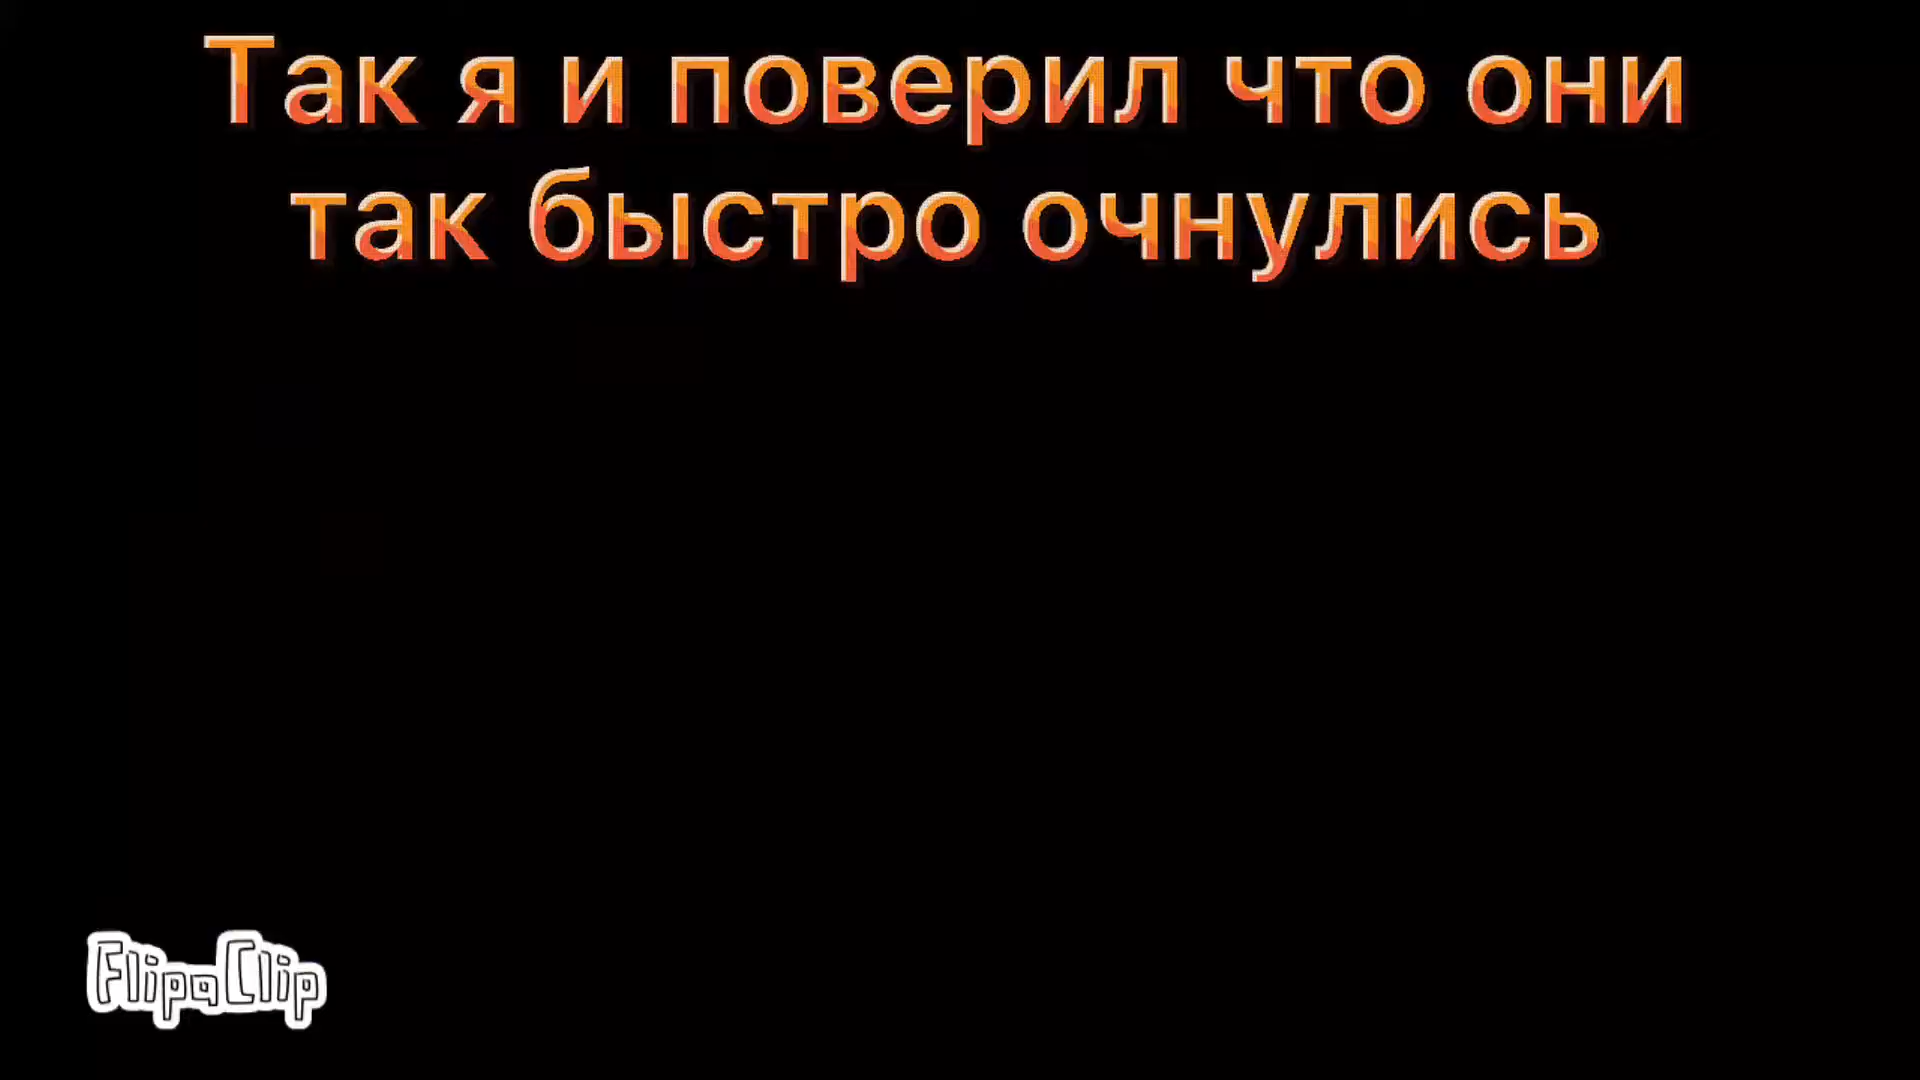 Так я и поверил что они
так быстро очнулись
FlipaClip